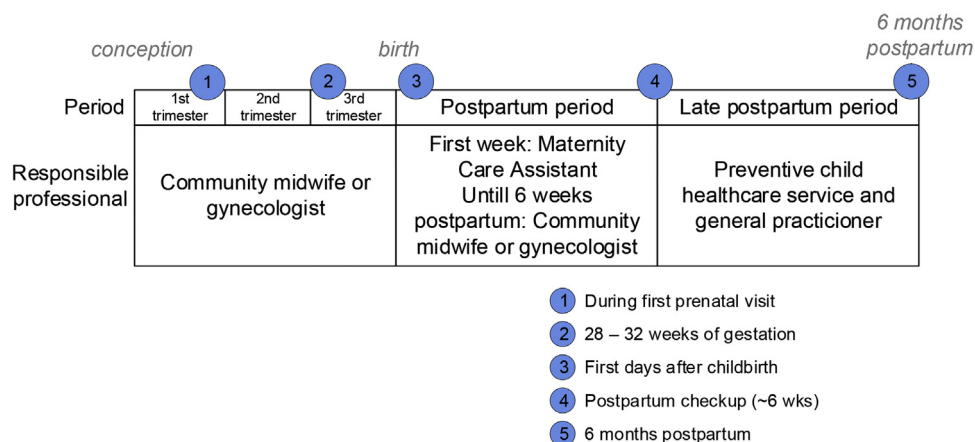 conception
birth
6 months
postpartum
1
2
3
4
5
Period
1st
trimester
2nd
trimester
3rd
trimester
Postpartum period
Late postpartum period
Responsible
professional
Community midwife or
gynecologist
First week: Maternity
Care Assistant
Untill 6 weeks
postpartum: Community
midwife or gynecologist
Preventive child
healthcare service and
general practicioner
1 During first prenatal visit
2 28 – 32 weeks of gestation
3 First days after childbirth
4 Postpartum checkup (~6 wks)
5 6 months postpartum